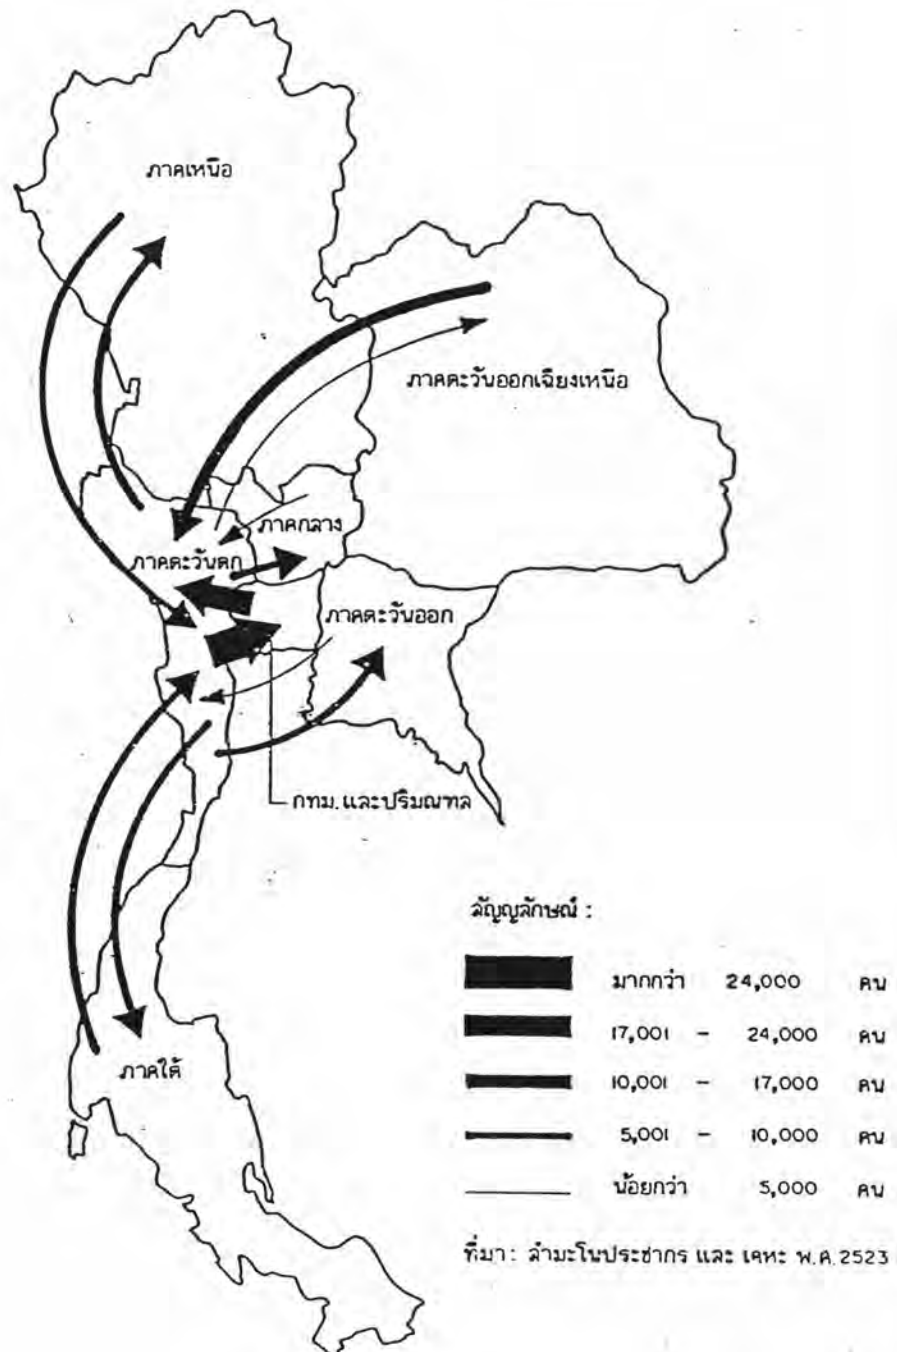 ภาคเหนือ
ภาคตะวันออกเฉียงเหนือ
ภาคกลาง
ภาคตะวันตก
ภาคตะวันออก
กทม. และปริมณฑล
ภาคใต้
สัญญลักษณ์ :
มากกว่า 24,000 คน
17,001 - 24,000 คน
10,001 - 17,000 คน
5,001 - 10,000 คน
น้อยกว่า 5,000 คน
ที่มา : สำมะโนประชากร และ เคหะ พ.ศ. 2523